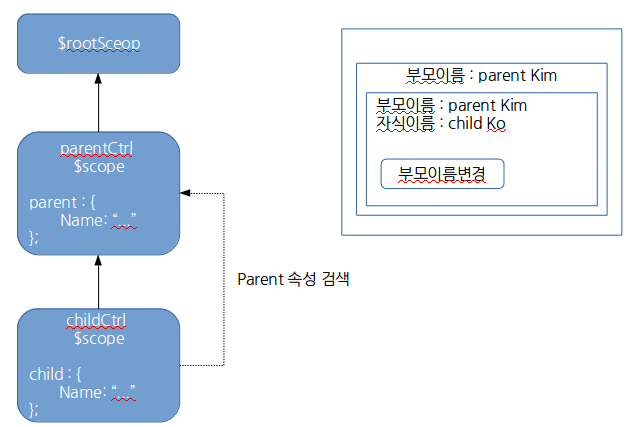 $rootSceop
parentCtrl
$scope
parent : {
Name: “...”
};
childCtrl
$scope
child : {
Name: “...”
};
Parent 속성 검색
부모이름 : parent Kim
부모이름 : parent Kim
자식이름 : child Ko
부모이름변경